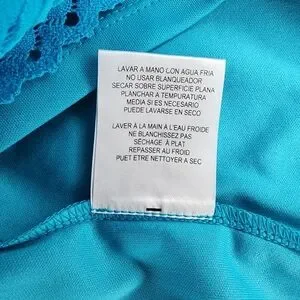 LAVAR A MANO CON AGUA FRIA
NO USAR BLANQUEADOR
SECAR SOBRE SUPERFICIE PLANA
PLANCHAR A TEMPURATURA
MEDIA SI ES NECESARIO
PUEDE LAVARSE EN SECO
LAVER À LA MAIN A L'EAU FROIDE
NE BLANCHISSEZ PAS
SÉCHAGE À PLAT
REPASSER AU FROID
PUET ETRE NETTOYER A SEC